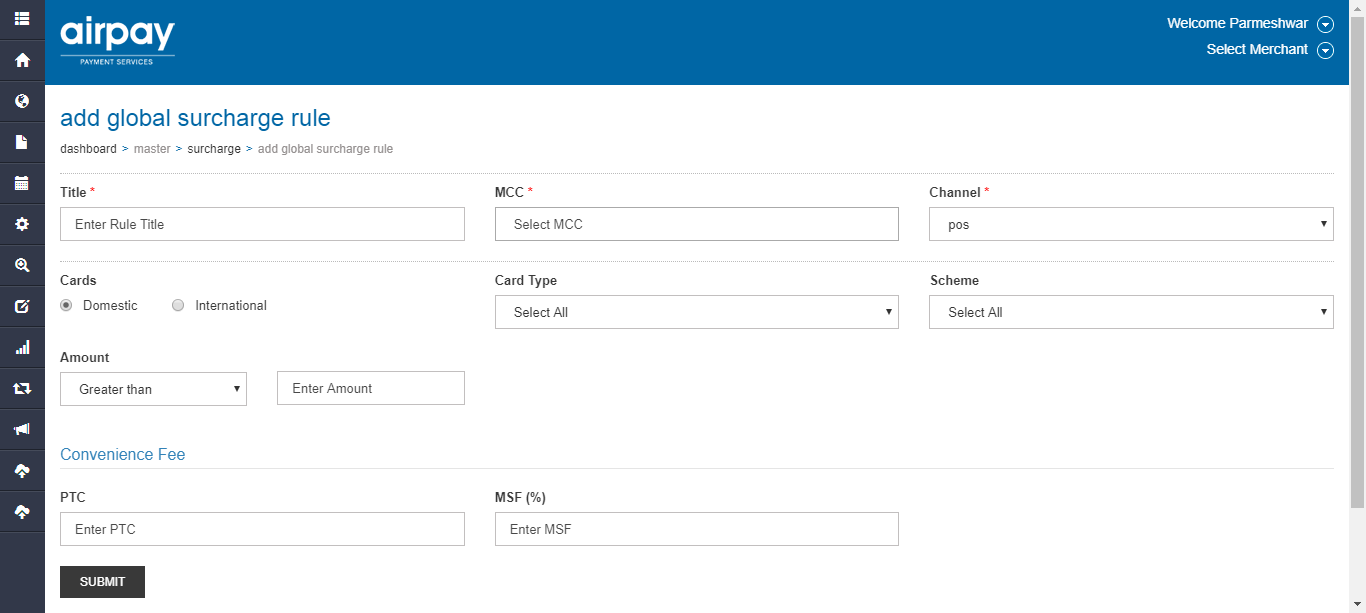 airpay
PAYMENT SERVICES
Welcome Parmeshwar
Select Merchant
add global surcharge rule
dashboard > master > surcharge > add global surcharge rule
Title * MCC * Channel *
Enter Rule Title Select MCC pos
Cards Card Type Scheme
Domestic International Select All Select All
Amount
Greater than Enter Amount
Convenience Fee
PTC MSF (%)
Enter PTC Enter MSF
SUBMIT